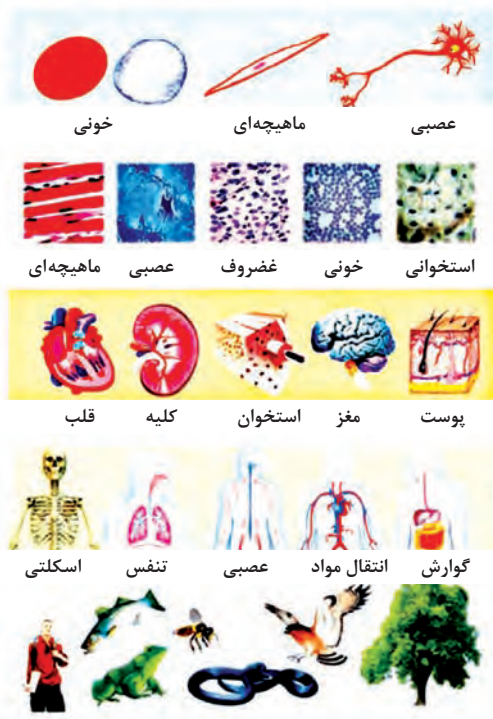 عصبی ماهیچه‌ای خونی
استخوانی خونی غضروف عصبی ماهیچه‌ای
پوست مغز استخوان کلیه قلب
گوارش انتقال مواد عصبی تنفس اسکلتی